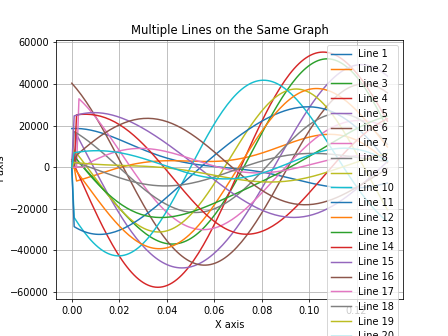 Multiple Lines on the Same Graph
60000
40000
20000
0
−20000
−40000
−60000
0.00 0.02 0.04 0.06 0.08 0.10
X axis
Line 1
Line 2
Line 3
Line 4
Line 5
Line 6
Line 7
Line 8
Line 9
Line 10
Line 11
Line 12
Line 13
Line 14
Line 15
Line 16
Line 17
Line 18
Line 19
Line 20